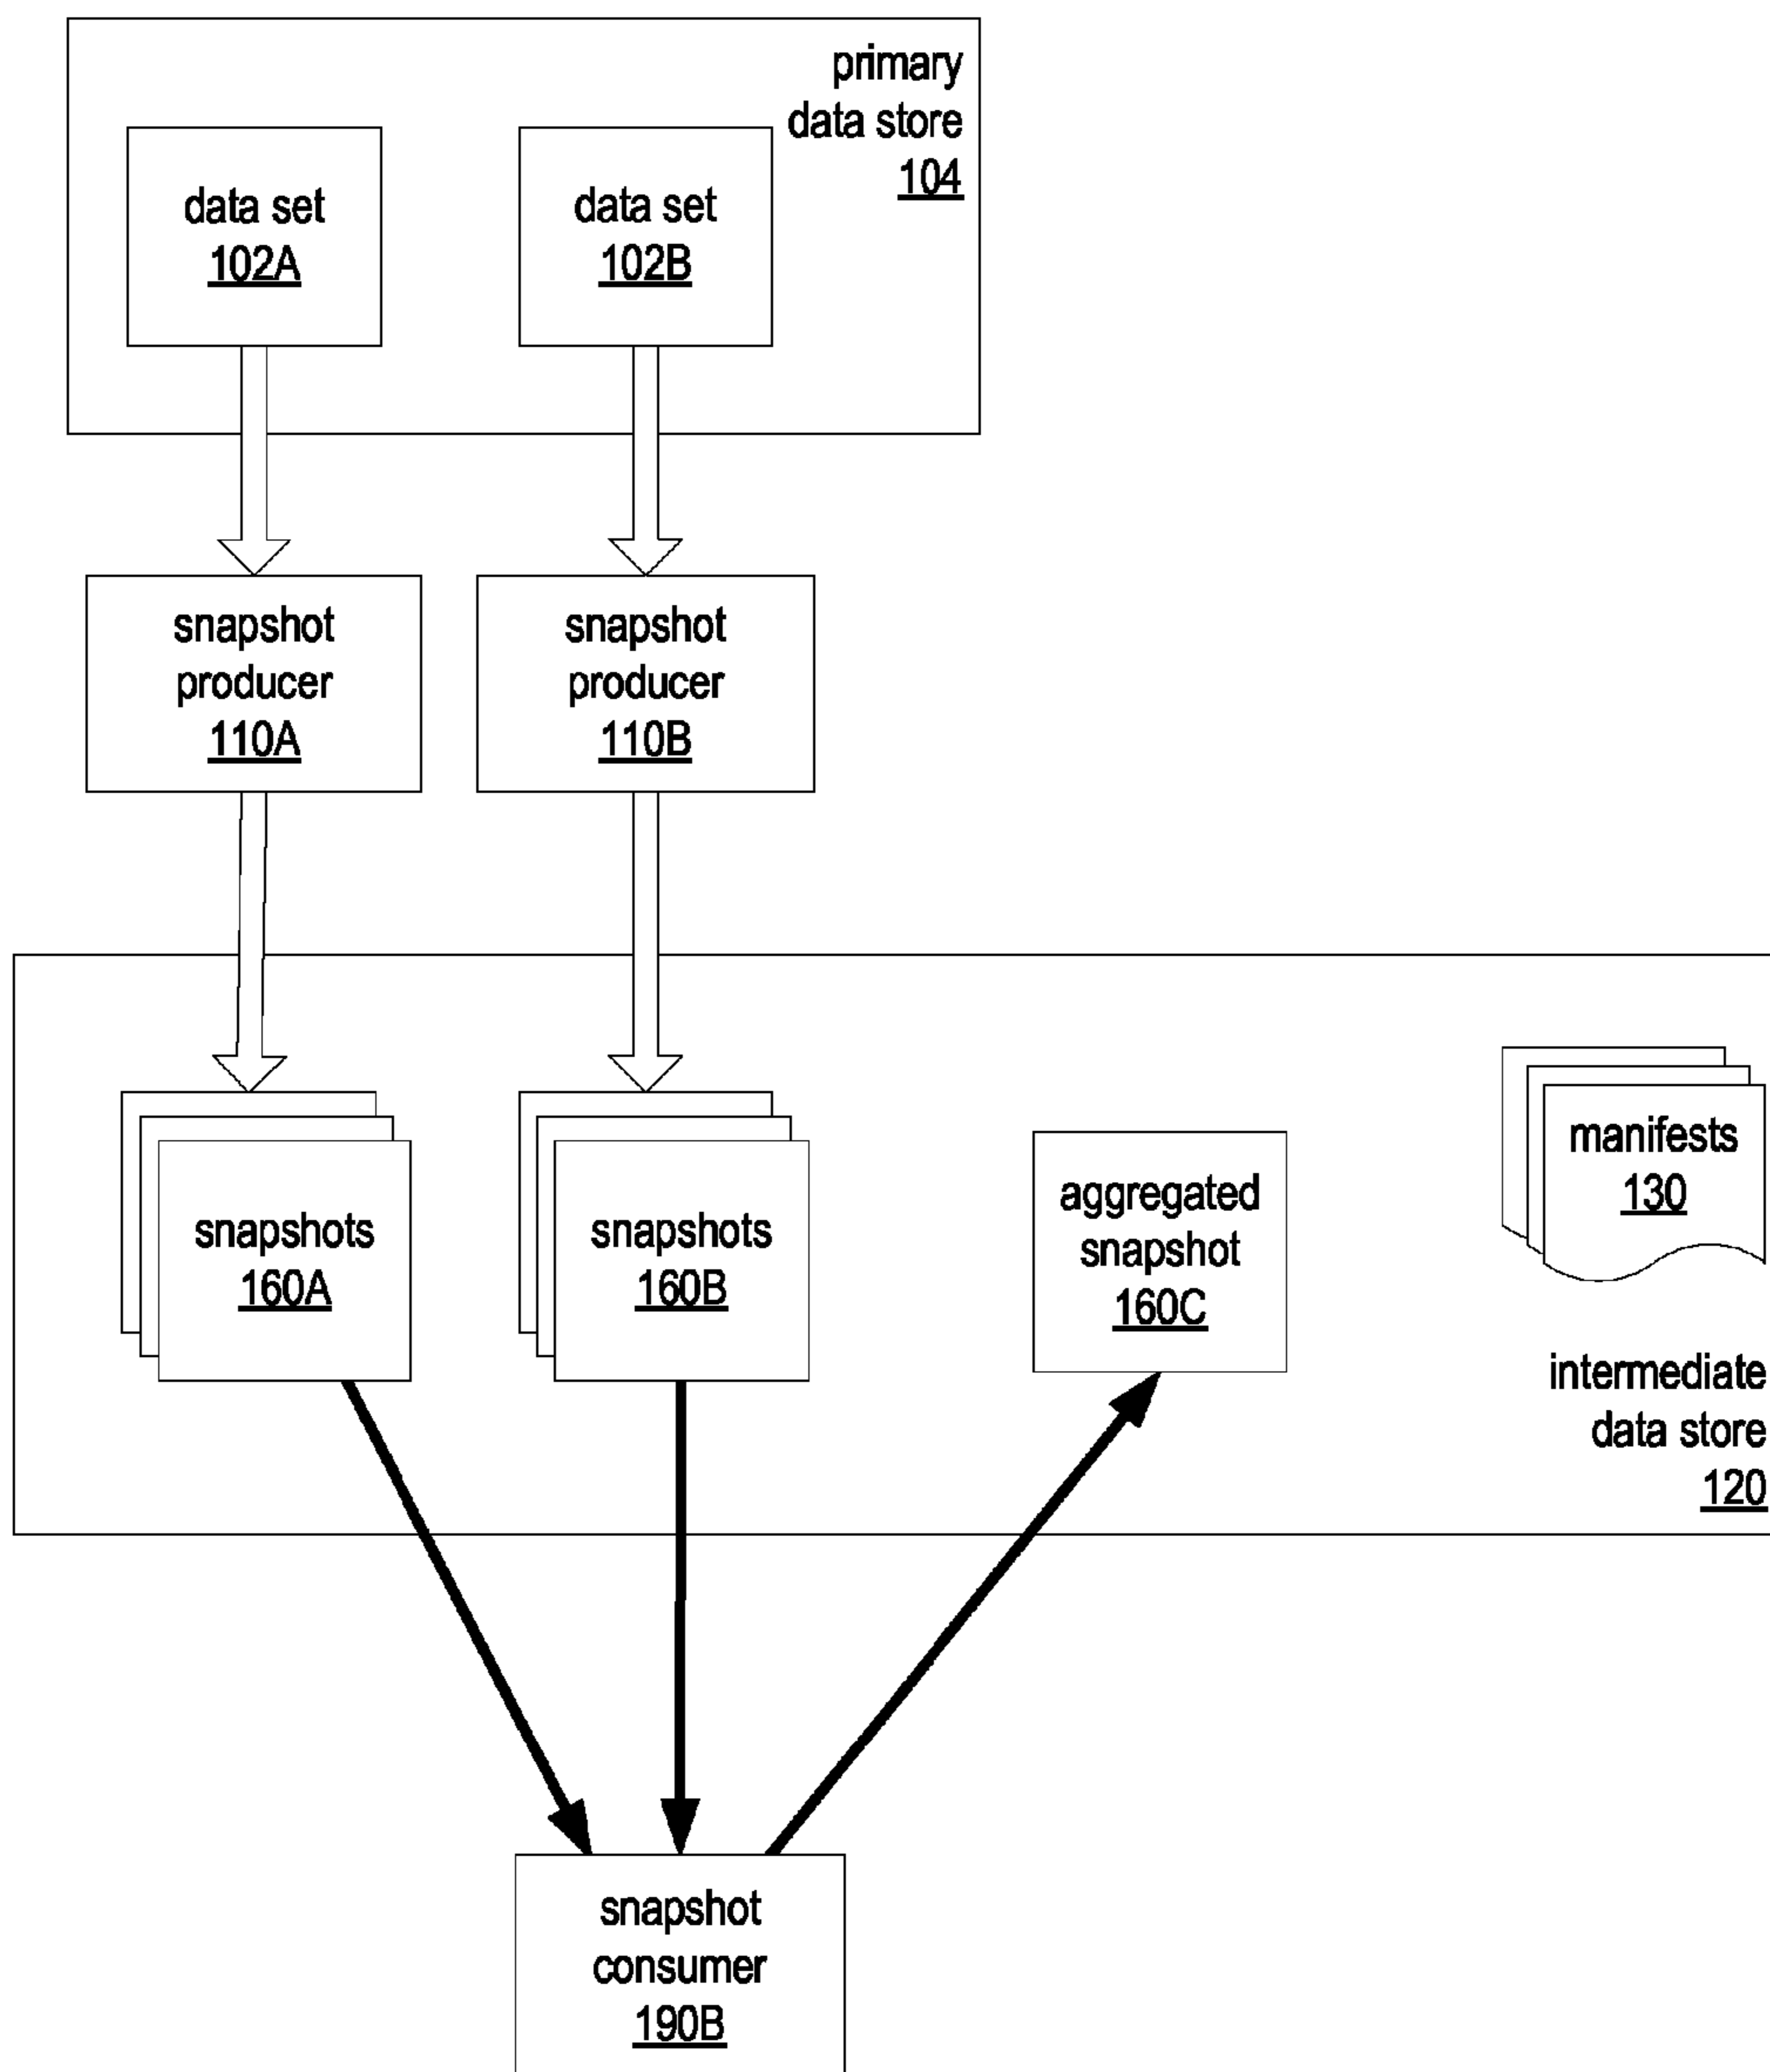 primary
data store
104
data set
102A
data set
102B
snapshot
producer
110A
snapshot
producer
110B
snapshots
160A
snapshots
160B
aggregated
snapshot
160C
manifests
130
intermediate
data store
120
snapshot
consumer
190B